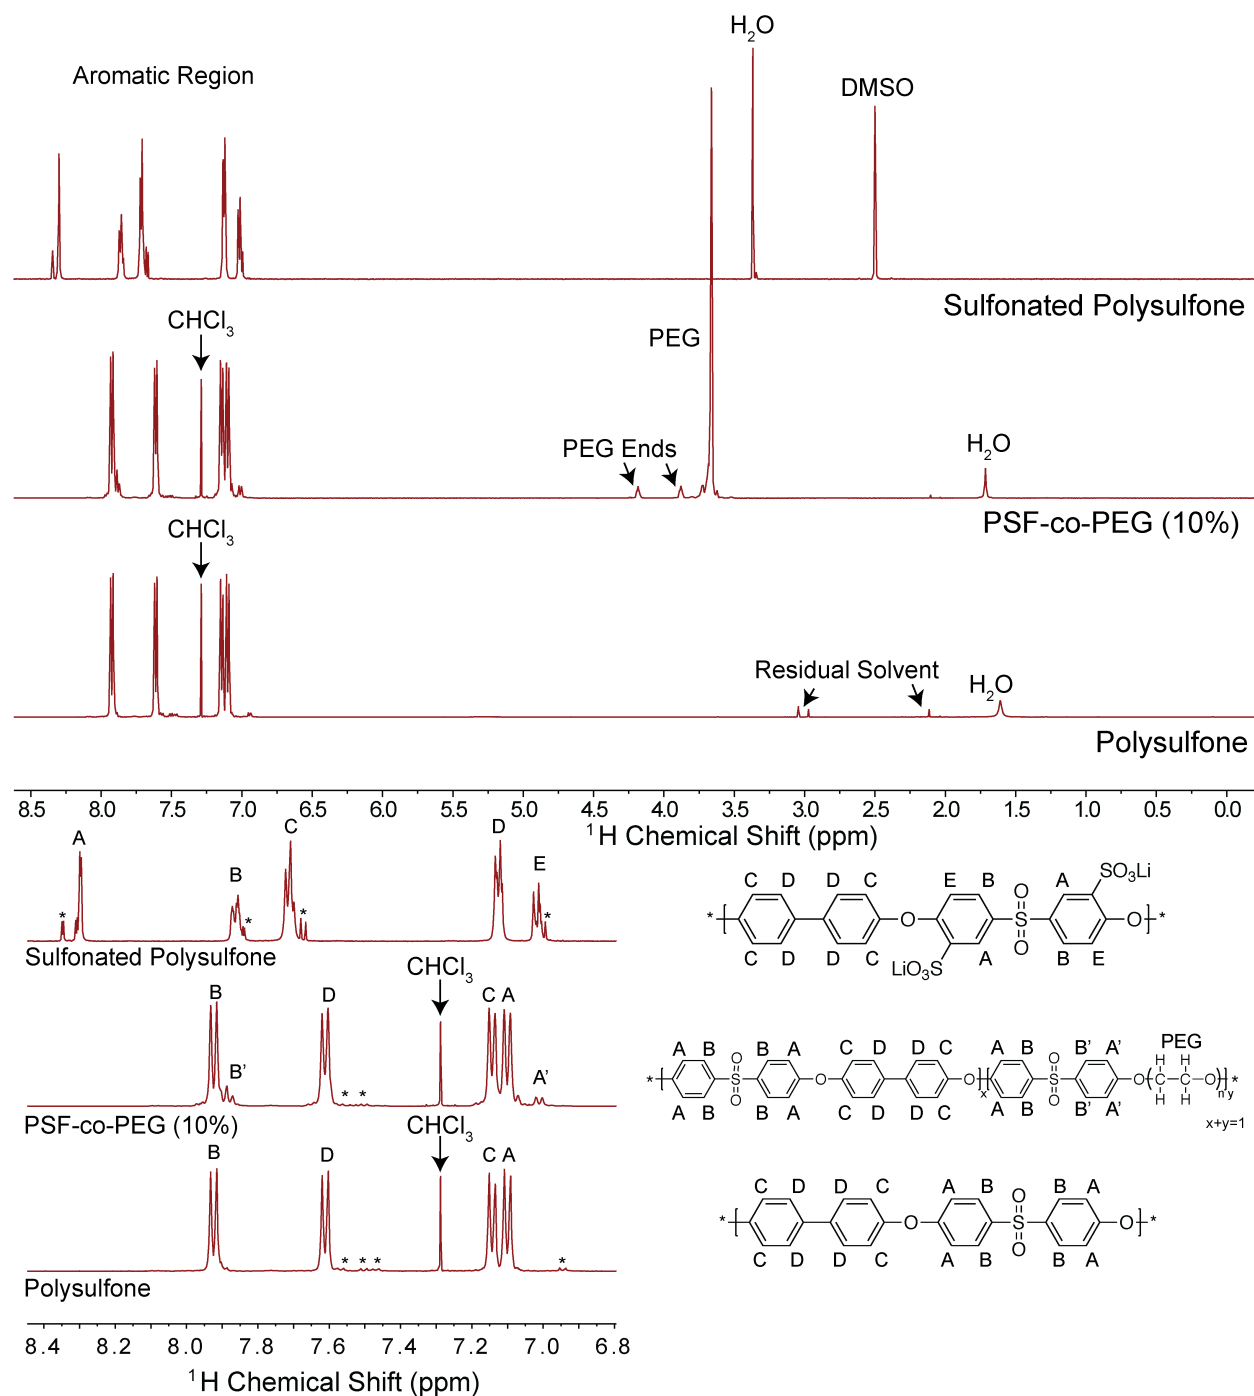 H2O
Aromatic Region
DMSO
Sulfonated Polysulfone
CHCl3
PEG
PEG Ends
H2O
PSF-co-PEG (10%)
CHCl3
Residual Solvent
H2O
Polysulfone
8.5 8.0 7.5 7.0 6.5 6.0 5.5 5.0 4.5 4.0 3.5 3.0 2.5 2.0 1.5 1.0 0.5 0.0
1H Chemical Shift (ppm)
A B C D E
* * * *
Sulfonated Polysulfone
CHCl3
B B' D C A A'
* *
PSF-co-PEG (10%)
CHCl3
B D C A
* * * *
Polysulfone
8.4 8.2 8.0 7.8 7.6 7.4 7.2 7.0 6.8
1H Chemical Shift (ppm)
SO3Li
C D D C E B O A
* O S O *
O
LiO3S
C D D C A B E
PEG
A B B A C D D C A B B' A' H H
O O O O
* S O O S O C C O *
x n y
H H
A B B A C D D C A B B' A'
x+y=1
C D D C A B O B A
* O S O *
O
C D D C A B B A